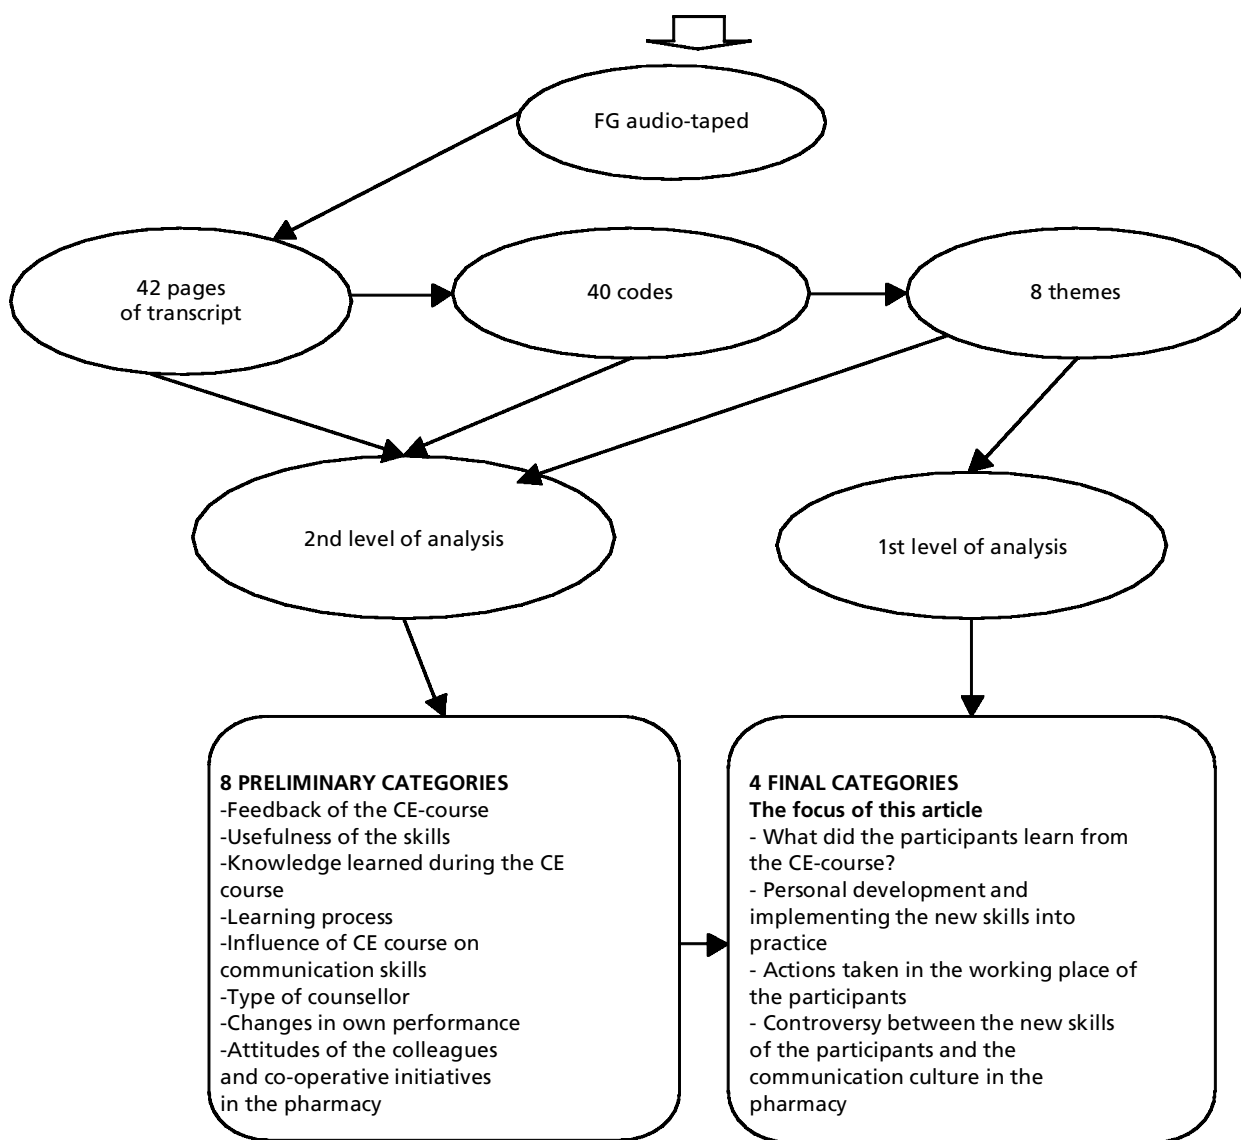 FG audio-taped
42 pages
of transcript
40 codes
8 themes
2nd level of analysis
1st level of analysis
8 PRELIMINARY CATEGORIES
-Feedback of the CE-course
-Usefulness of the skills
-Knowledge learned during the CE
course
-Learning process
-Influence of CE course on
communication skills
-Type of counsellor
-Changes in own performance
-Attitudes of the colleagues
and co-operative initiatives
in the pharmacy
4 FINAL CATEGORIES
The focus of this article
- What did the participants learn from
the CE-course?
- Personal development and
implementing the new skills into
practice
- Actions taken in the working place of
the participants
- Controversy between the new skills
of the participants and the
communication culture in the
pharmacy